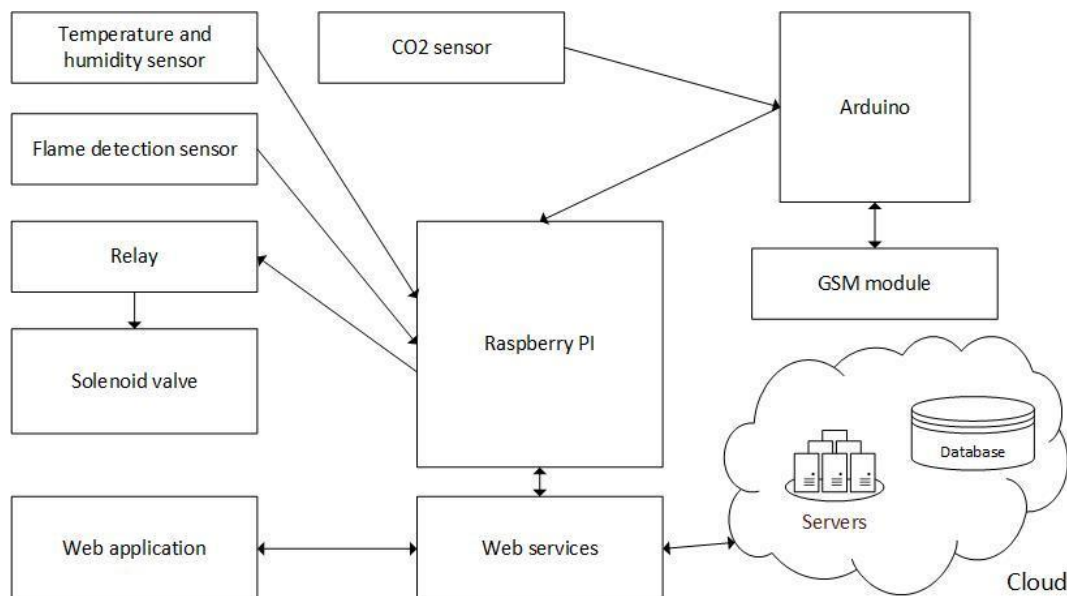 Temperature and
humidity sensor
CO2 sensor
Arduino
Flame detection sensor
Relay
GSM module
Raspberry PI
Solenoid valve
Database
Servers
Web application
Web services
Cloud